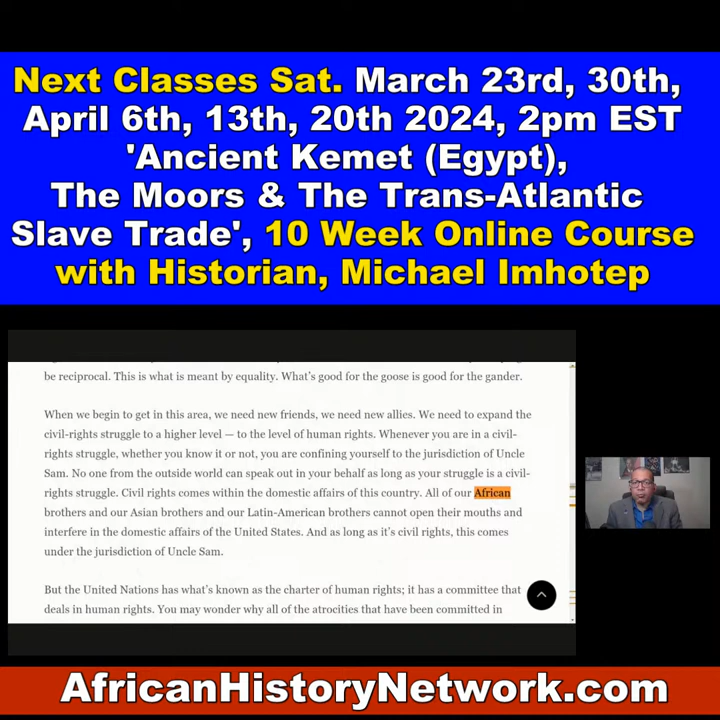 Next Classes Sat. March 23rd, 30th,
April 6th, 13th, 20th 2024, 2pm EST
'Ancient Kemet (Egypt),
The Moors & The Trans-Atlantic
Slave Trade', 10 Week Online Course
with Historian, Michael Imhotep
be reciprocal. This is what is meant by equality. What's good for the goose is good for the gander.
When we begin to get in this area, we need new friends, we need new allies. We need to expand the
civil-rights struggle to a higher level — to the level of human rights. Whenever you are in a civil-
rights struggle, whether you know it or not, you are confining yourself to the jurisdiction of Uncle
Sam. No one from the outside world can speak out in your behalf as long as your struggle is a civil-
rights struggle. Civil rights comes within the domestic affairs of this country. All of our African
brothers and our Asian brothers and our Latin-American brothers cannot open their mouths and
interfere in the domestic affairs of the United States. And as long as it's civil rights, this comes
under the jurisdiction of Uncle Sam.
But the United Nations has what's known as the charter of human rights; it has a committee that
deals in human rights. You may wonder why all of the atrocities that have been committed in
AfricanHistoryNetwork.com